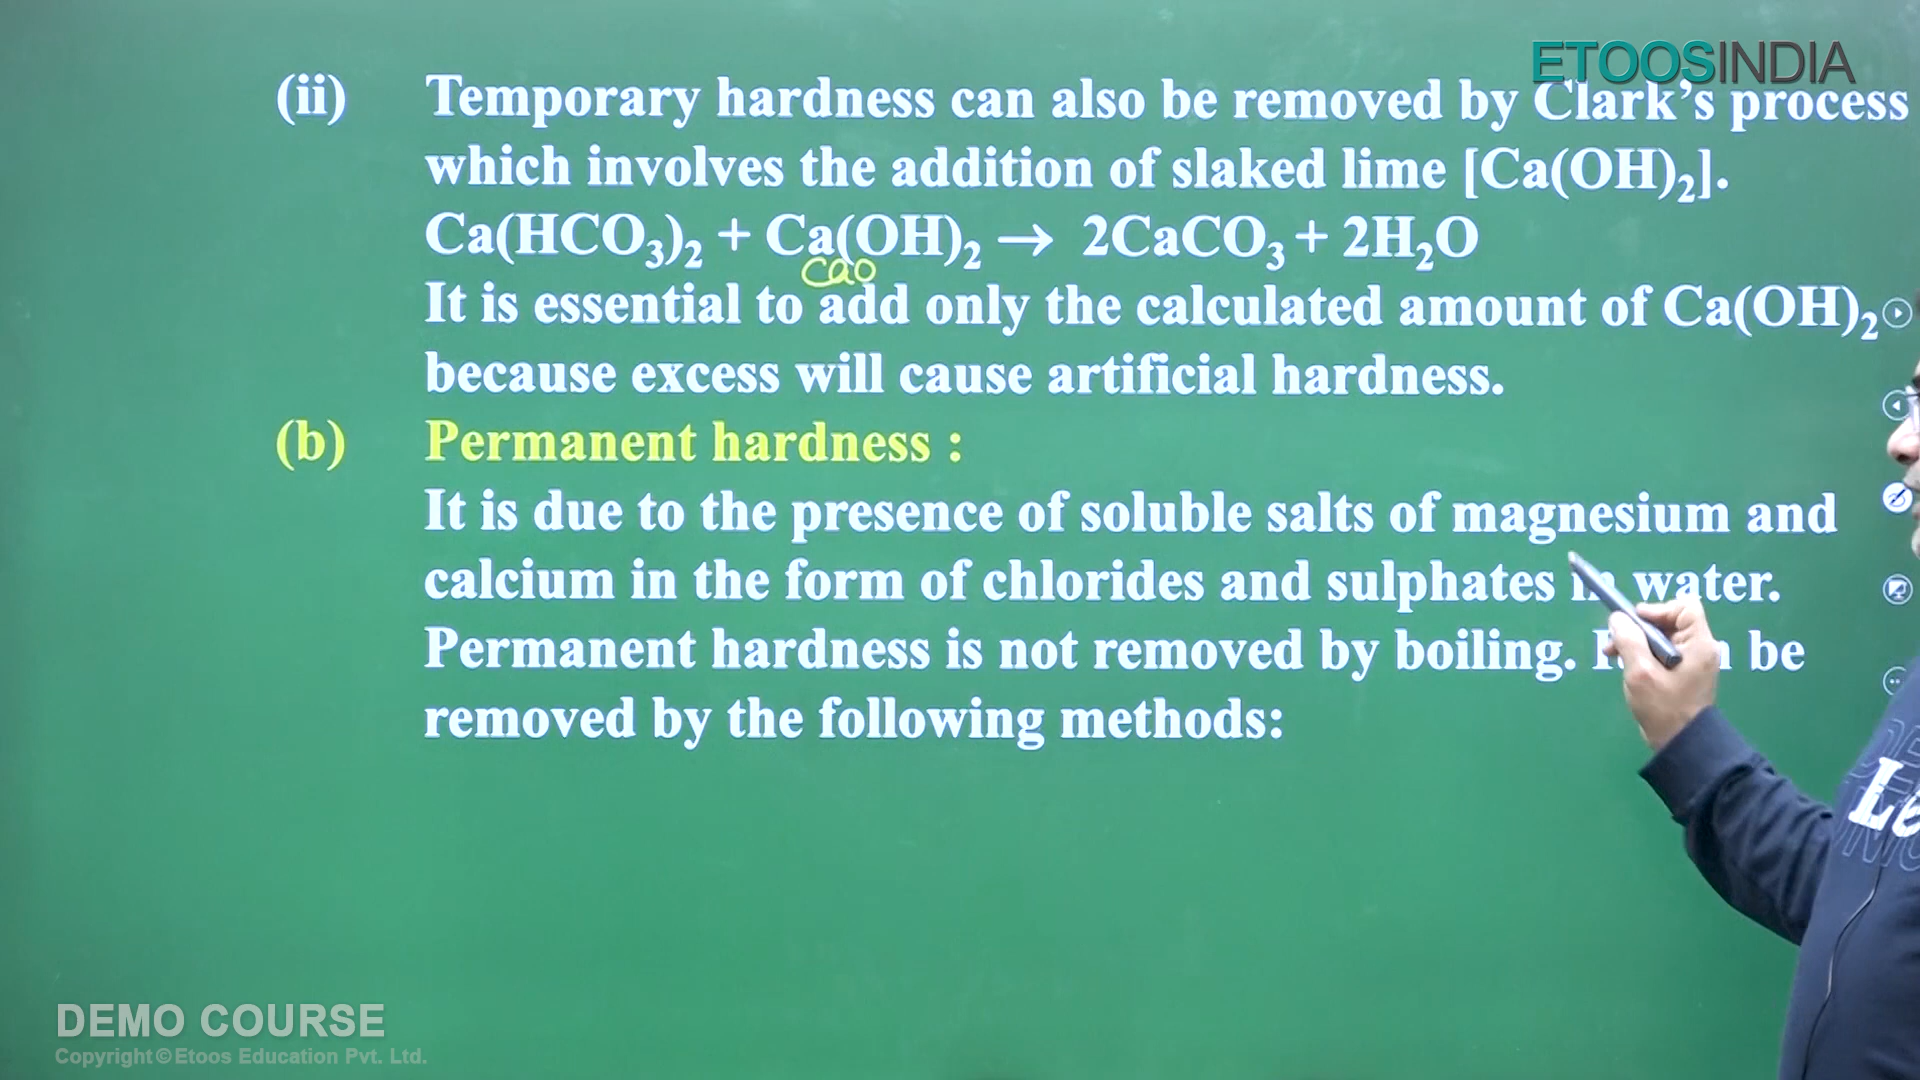 ETOOSINDIA
(ii) Temporary hardness can also be removed by Clark's process
which involves the addition of slaked lime [Ca(OH)₂].
Ca(HCO₃)₂ + Ca(OH)₂ → 2CaCO₃ + 2H₂O
CaO
It is essential to add only the calculated amount of Ca(OH)₂
because excess will cause artificial hardness.
(b) Permanent hardness :
It is due to the presence of soluble salts of magnesium and
calcium in the form of chlorides and sulphates in water.
Permanent hardness is not removed by boiling. be
removed by the following methods:
DEMO COURSE
Copyright © Etoos Education Pvt. Ltd.